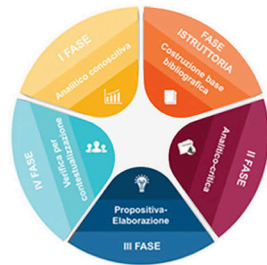 FASE
ISTRUTTORIA
Costruzione base
bibliografica
II FASE
Analitico-critica
Propositiva-
Elaborazione
III FASE
IV FASE
Verifica per
contestualizzazione
I FASE
Analitico conoscitiva